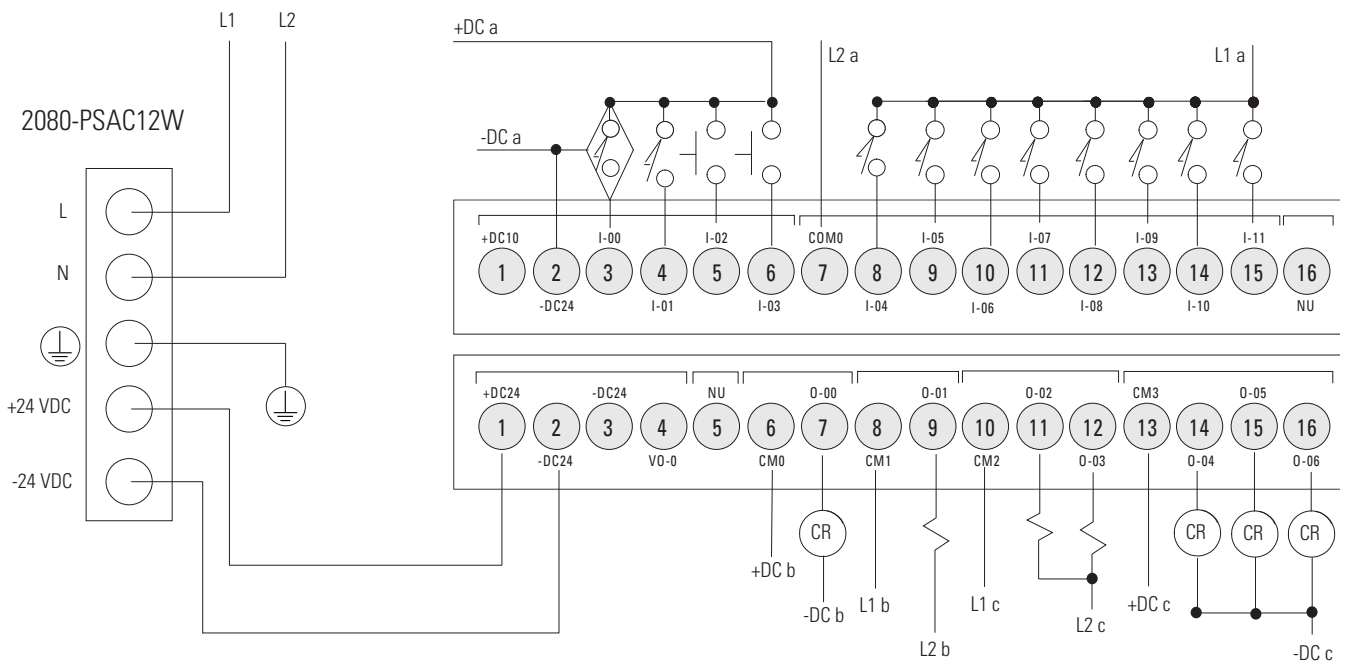 L1 L2
+DC a
L2 a
L1 a
2080-PSAC12W
-DC a
L
N
+24 VDC
-24 VDC
+DC10 I-00 I-02 COM0 I-05 I-07 I-09 I-11
1 2 3 4 5 6 7 8 9 10 11 12 13 14 15 16
-DC24 I-01 I-03 I-04 I-06 I-08 I-10 NU
+DC24 -DC24 NU O-00 O-01 O-02 CM3 O-05
1 2 3 4 5 6 7 8 9 10 11 12 13 14 15 16
-DC24 VO-0 CM0 CM1 CM2 O-03 O-04 O-06
CR CR CR CR
+DC b
-DC b
L1 b
L2 b
L1 c
L2 c
+DC c
-DC c